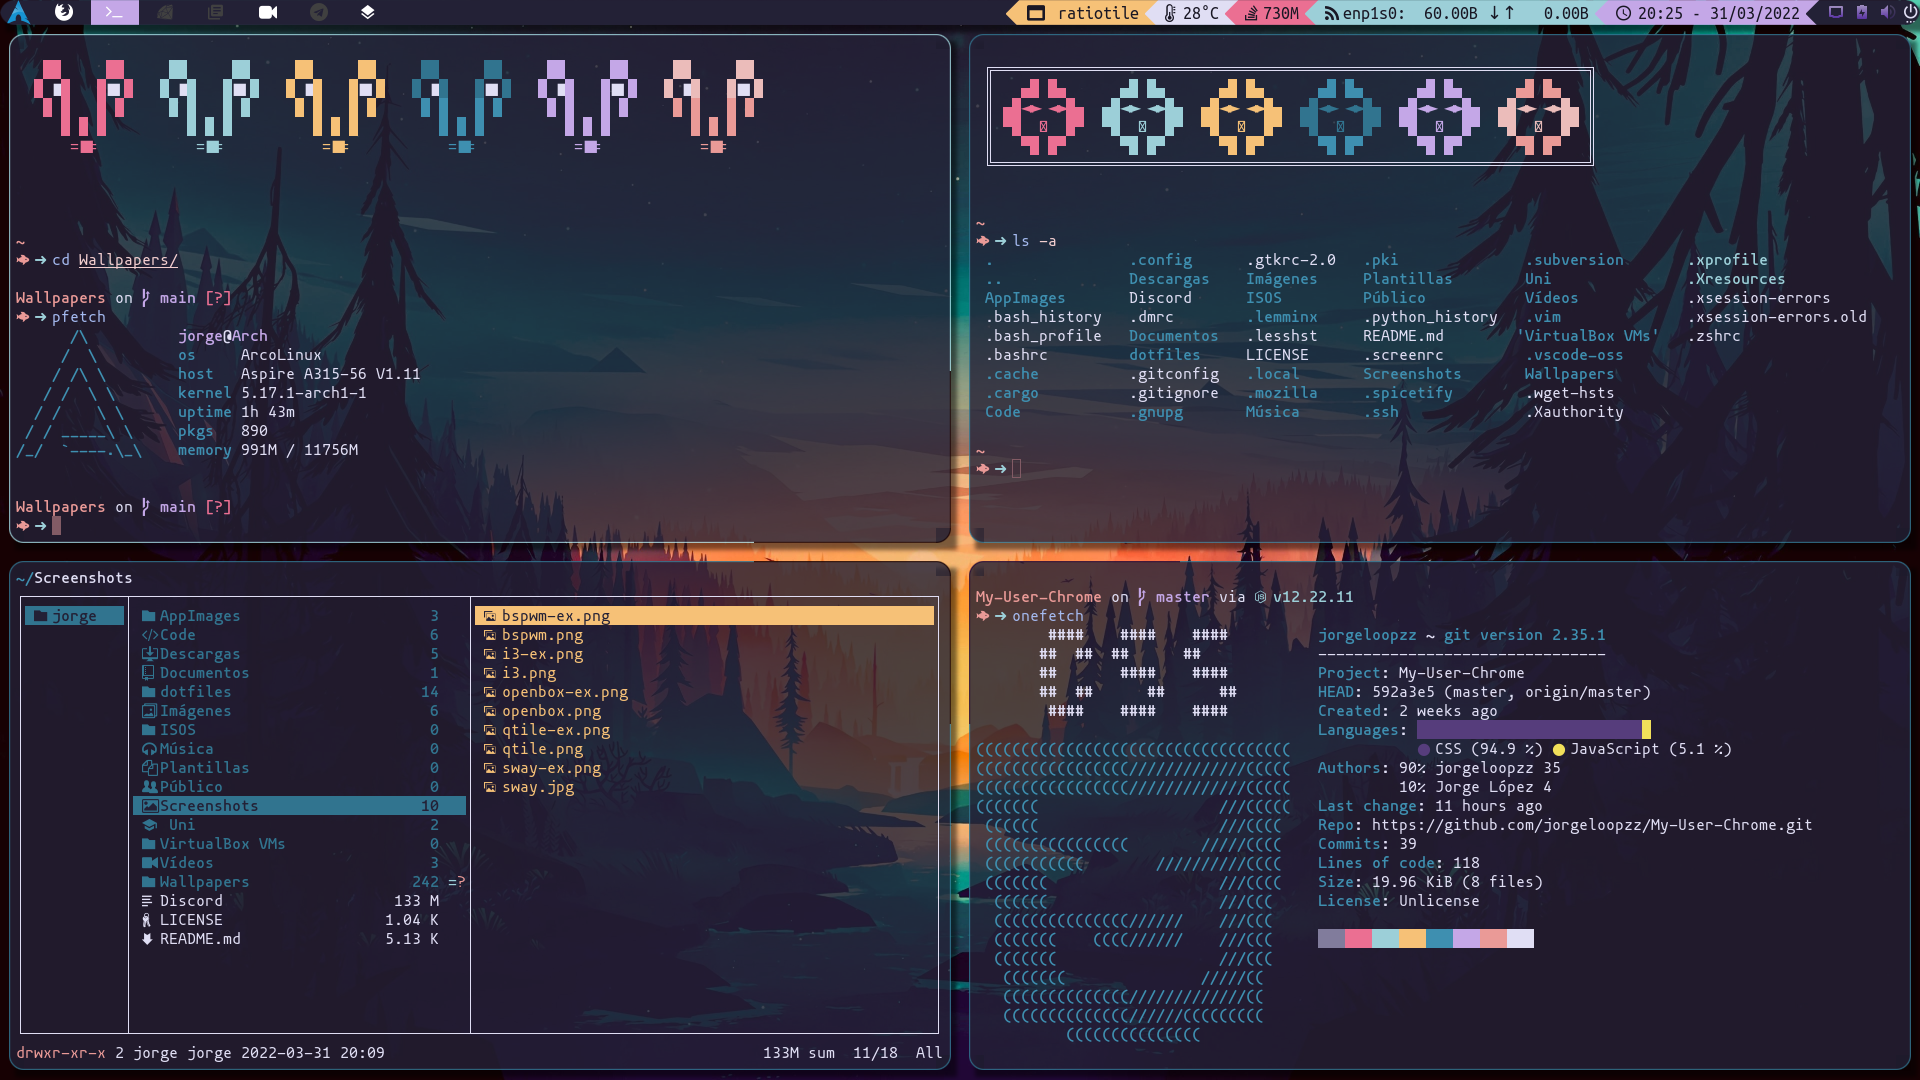 ratiotile
28°C
730M
enp1s0: 60.00B ↓↑ 0.00B
20:25 - 31/03/2022
~
➜ cd Wallpapers/
Wallpapers on main [?]
➜ pfetch
jorge@Arch
os ArcoLinux
host Aspire A315-56 V1.11
kernel 5.17.1-arch1-1
uptime 1h 43m
pkgs 890
memory 991M / 11756M
Wallpapers on main [?]
➜
~
➜ ls -a
. .config .gtkrc-2.0 .pki .subversion .xprofile
.. Descargas Imágenes Plantillas Uni .Xresources
AppImages Discord ISOS Público Vídeos .xsession-errors
.bash_history .dmrc .lemminx .python_history .vim .xsession-errors.old
.bash_profile Documentos .lesshst README.md 'VirtualBox VMs' .zshrc
.bashrc dotfiles LICENSE .screenrc .vscode-oss
.cache .gitconfig .local Screenshots Wallpapers
.cargo .gitignore .mozilla .spicetify .wget-hsts
Code .gnupg Música .ssh .Xauthority
~
➜
~/Screenshots
jorge
AppImages 3
Code 6
Descargas 5
Documentos 1
dotfiles 14
Imágenes 6
ISOS 0
Música 0
Plantillas 0
Público 0
Screenshots 10
Uni 2
VirtualBox VMs 0
Vídeos 3
Wallpapers 242 =?
Discord 133 M
LICENSE 1.04 K
README.md 5.13 K
bspwm-ex.png
bspwm.png
i3-ex.png
i3.png
openbox-ex.png
openbox.png
qtile-ex.png
qtile.png
sway-ex.png
sway.jpg
drwxr-xr-x 2 jorge jorge 2022-03-31 20:09 133M sum 11/18 All
My-User-Chrome on master via v12.22.11
➜ onefetch
jorgeloopzz ~ git version 2.35.1
--------------------------------
Project: My-User-Chrome
HEAD: 592a3e5 (master, origin/master)
Created: 2 weeks ago
Languages:
CSS (94.9 %) JavaScript (5.1 %)
Authors: 90% jorgeloopzz 35
10% Jorge López 4
Last change: 11 hours ago
Repo: https://github.com/jorgeloopzz/My-User-Chrome.git
Commits: 39
Lines of code: 118
Size: 19.96 KiB (8 files)
License: Unlicense